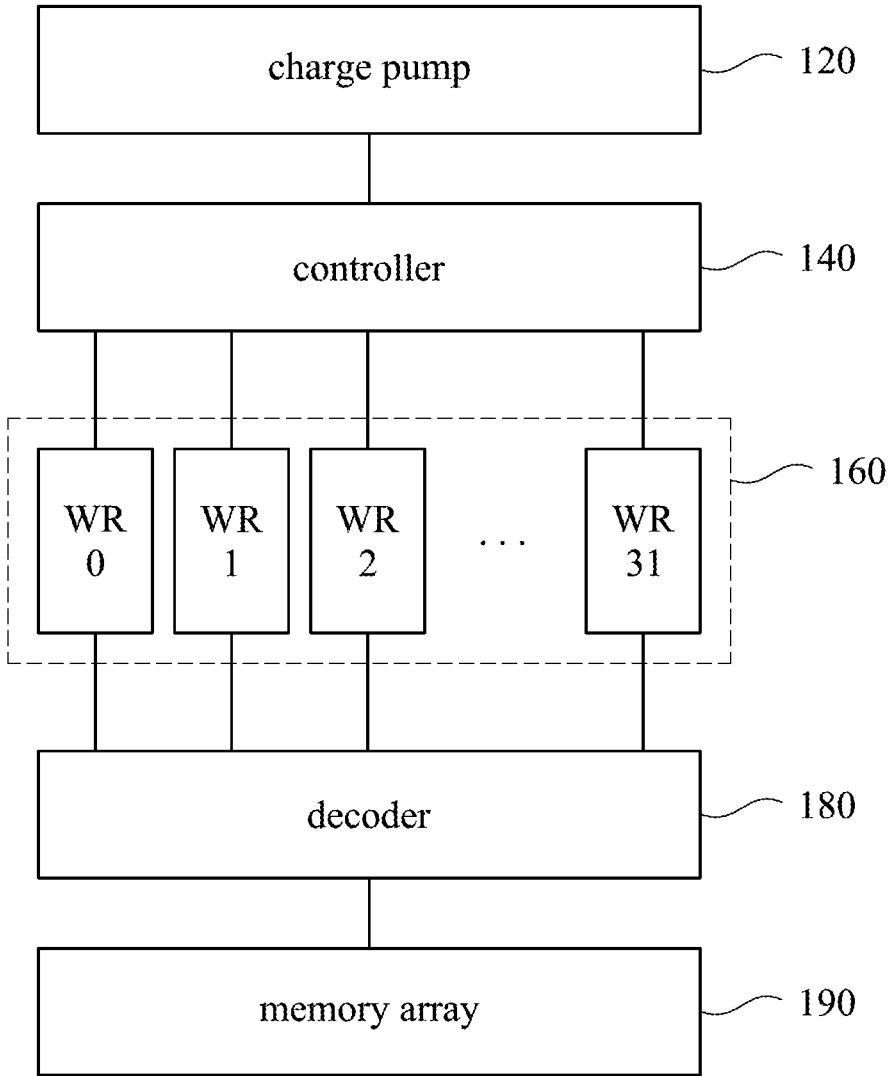 charge pump
120
controller
140
160
WR
0
WR
1
WR
2
. . .
WR
31
decoder
180
memory array
190